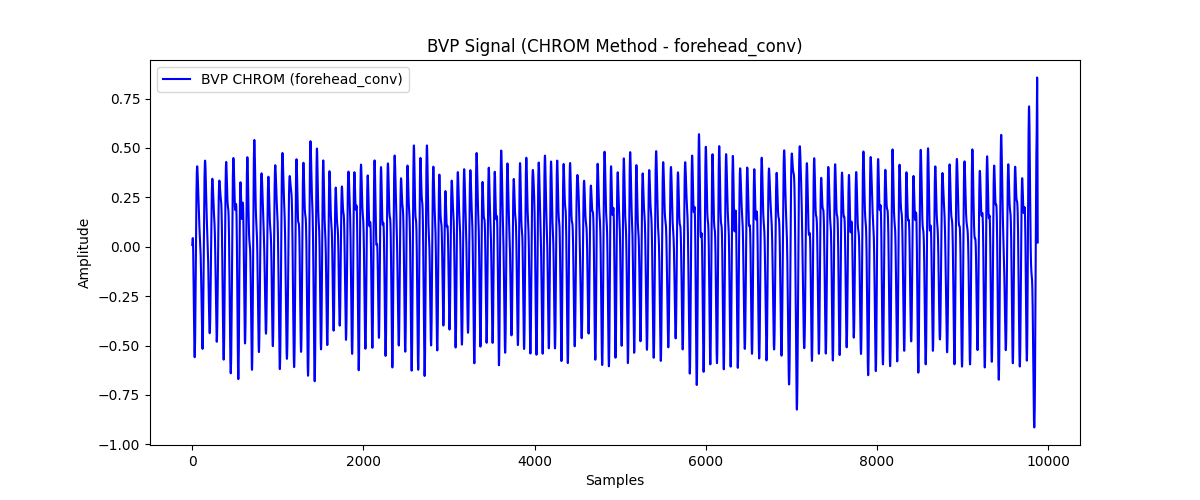 BVP Signal (CHROM Method - forehead_conv)
BVP CHROM (forehead_conv)
0.75
0.50
0.25
0.00
−0.25
−0.50
−0.75
−1.00
Amplitude
0 2000 4000 6000 8000 10000
Samples